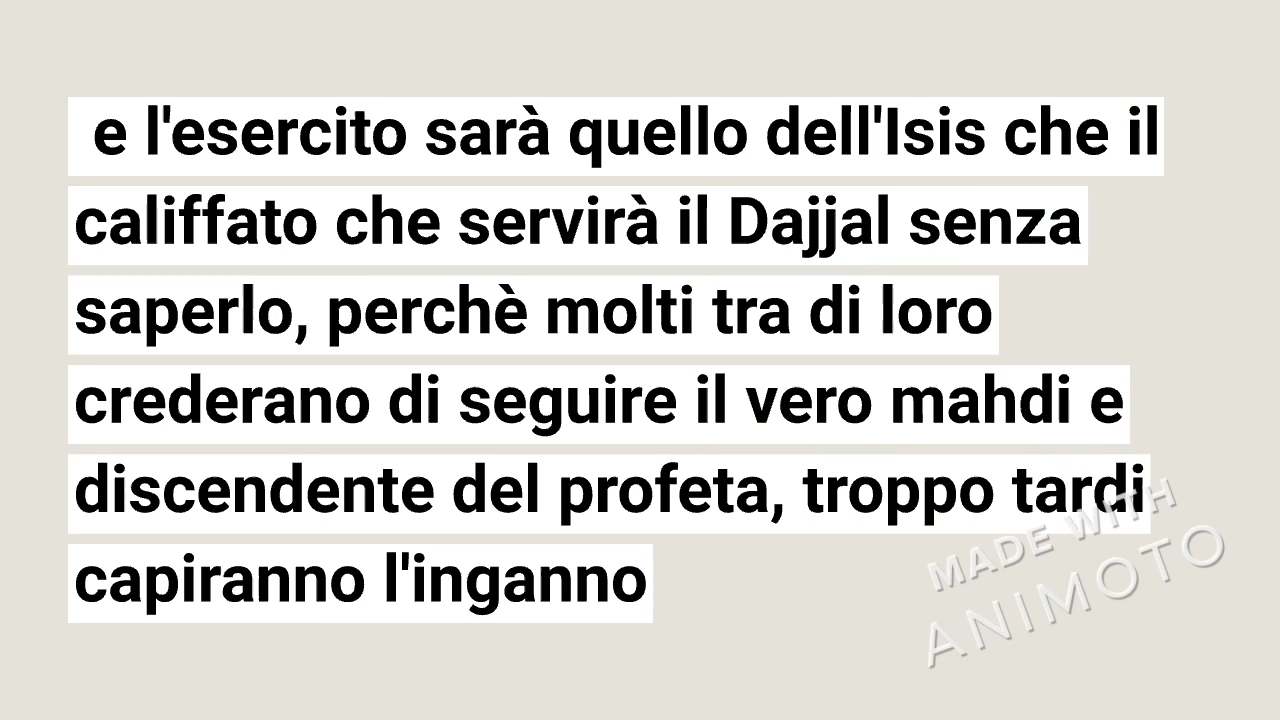 e l'esercito sarà quello dell'Isis che il
califfato che servirà il Dajjal senza
saperlo, perchè molti tra di loro
crederano di seguire il vero mahdi e
discendente del profeta, troppo tardi
capiranno l'inganno
MADE WITH
ANIMOTO